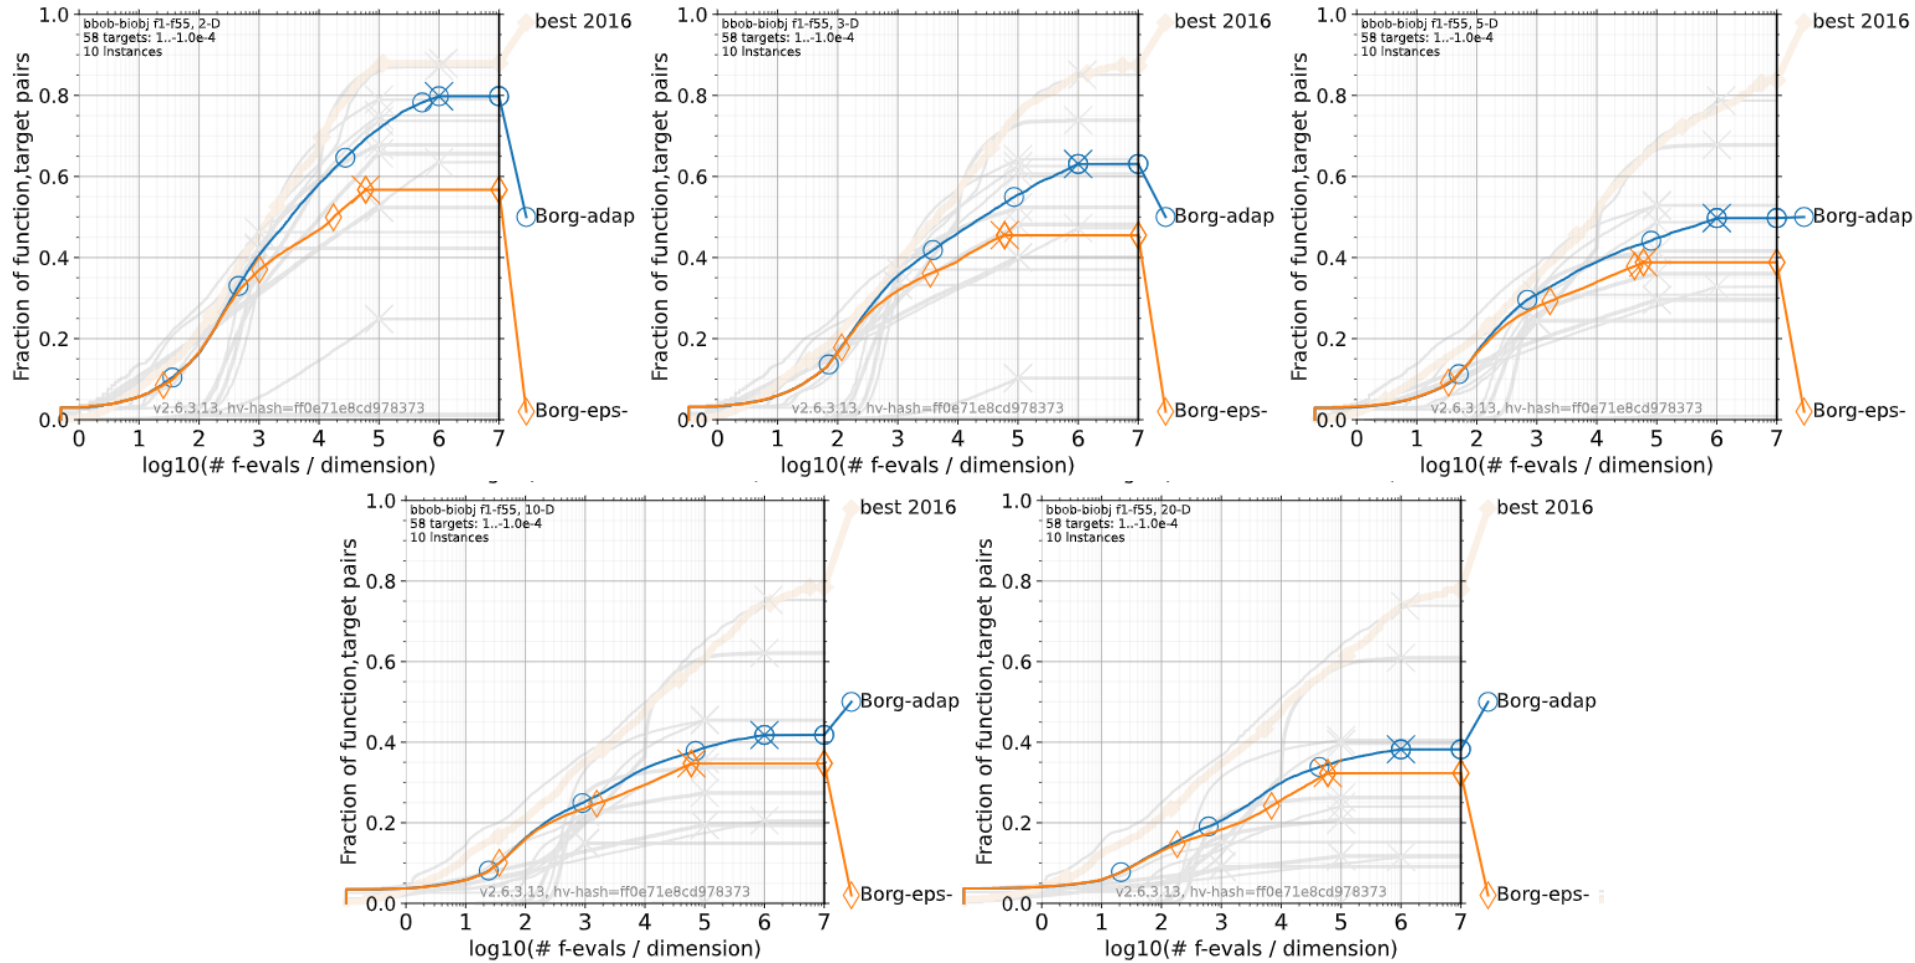 bbob-biobj f1-f55, 2-D
58 targets: 1..-1.0e-4
10 instances
1.0
0.8
0.6
0.4
0.2
0.0
Fraction of function,target pairs
v2.6.3.13, hv-hash=ff0e71e8cd978373
0 1 2 3 4 5 6 7
log10(# f-evals / dimension)
best 2016
Borg-adap
Borg-eps-
bbob-biobj f1-f55, 3-D
58 targets: 1..-1.0e-4
10 instances
1.0
0.8
0.6
0.4
0.2
0.0
Fraction of function,target pairs
v2.6.3.13, hv-hash=ff0e71e8cd978373
0 1 2 3 4 5 6 7
log10(# f-evals / dimension)
best 2016
Borg-adap
Borg-eps-
bbob-biobj f1-f55, 5-D
58 targets: 1..-1.0e-4
10 instances
1.0
0.8
0.6
0.4
0.2
0.0
Fraction of function,target pairs
v2.6.3.13, hv-hash=ff0e71e8cd978373
0 1 2 3 4 5 6 7
log10(# f-evals / dimension)
best 2016
Borg-adap
Borg-eps-
bbob-biobj f1-f55, 10-D
58 targets: 1..-1.0e-4
10 instances
1.0
0.8
0.6
0.4
0.2
0.0
Fraction of function,target pairs
v2.6.3.13, hv-hash=ff0e71e8cd978373
0 1 2 3 4 5 6 7
log10(# f-evals / dimension)
best 2016
Borg-adap
Borg-eps-
bbob-biobj f1-f55, 20-D
58 targets: 1..-1.0e-4
10 instances
1.0
0.8
0.6
0.4
0.2
0.0
Fraction of function,target pairs
v2.6.3.13, hv-hash=ff0e71e8cd978373
0 1 2 3 4 5 6 7
log10(# f-evals / dimension)
best 2016
Borg-adap
Borg-eps-